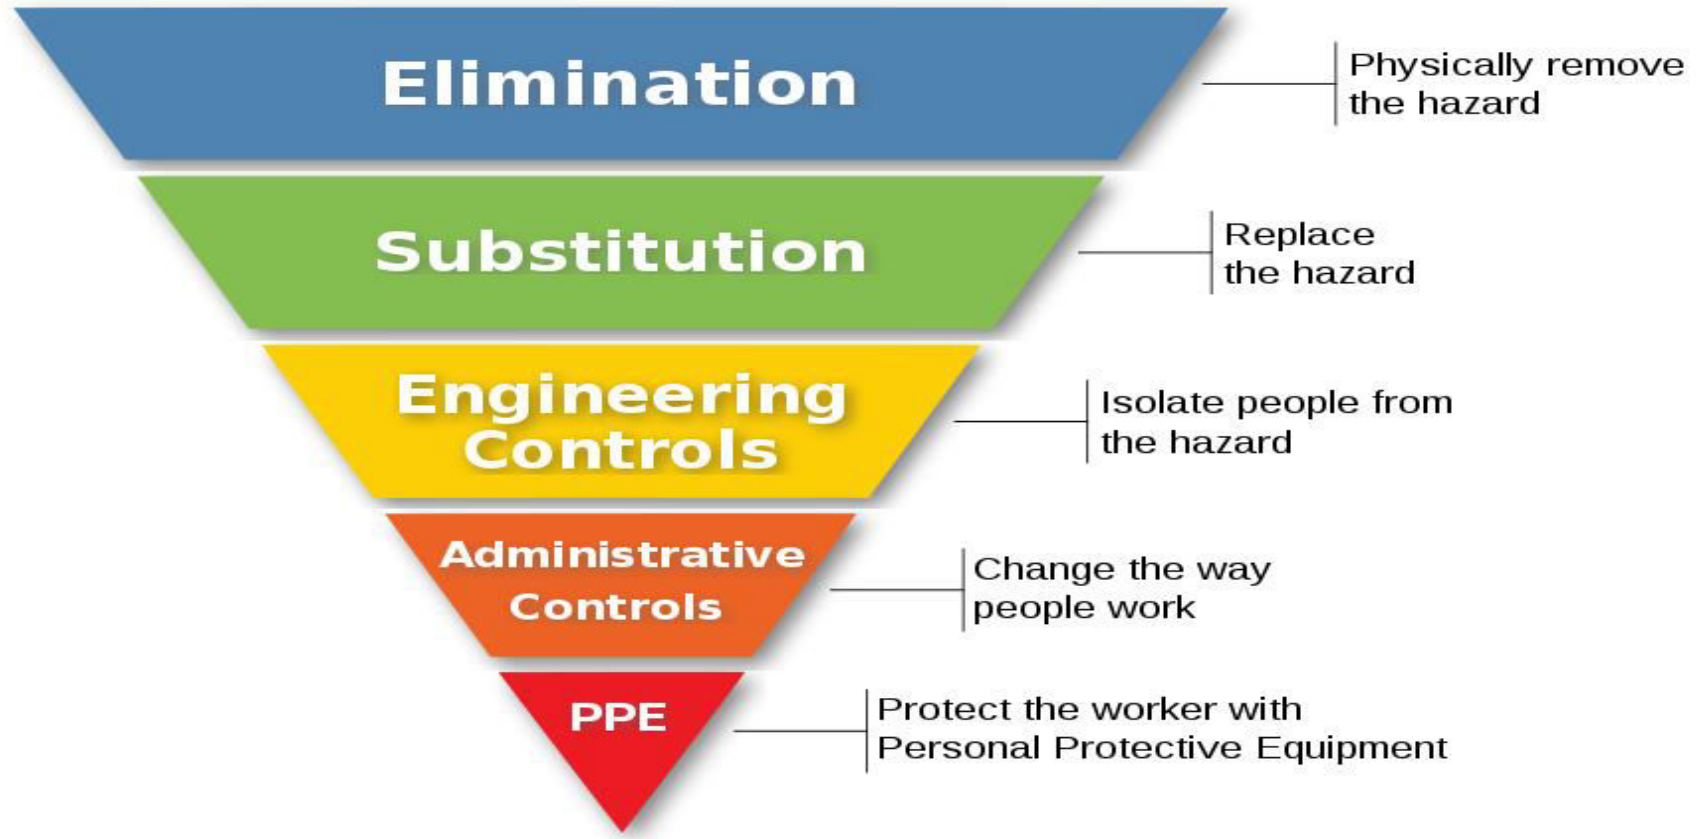 Elimination
Physically remove
the hazard
Substitution
Replace
the hazard
Engineering
Controls
Isolate people from
the hazard
Administrative
Controls
Change the way
people work
PPE
Protect the worker with
Personal Protective Equipment